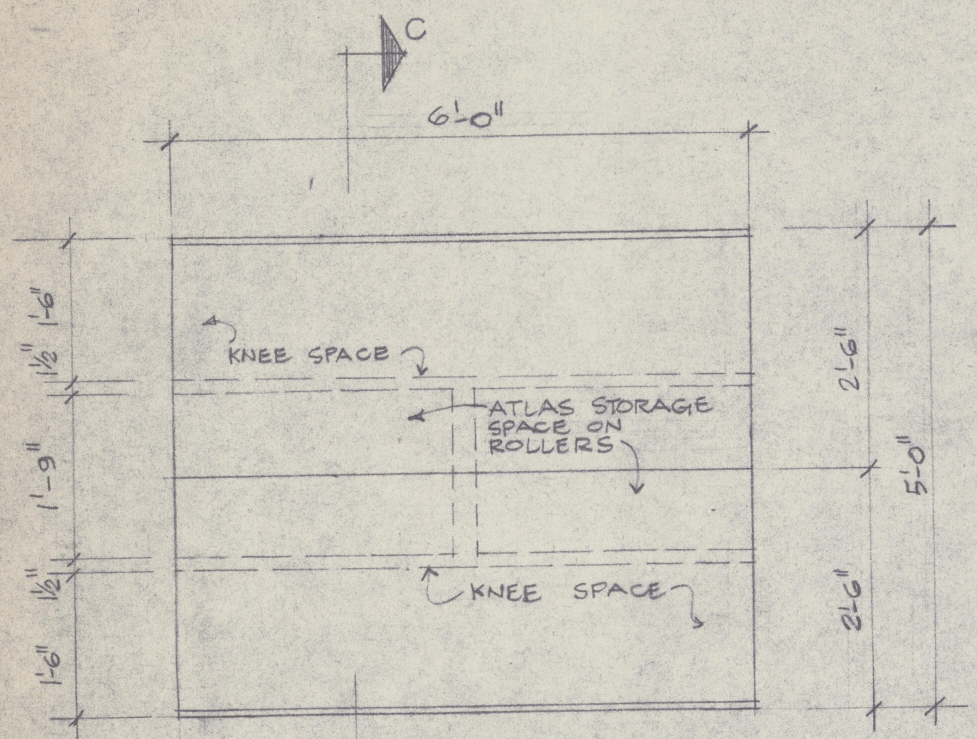 C
6'-0"
1'-6"
1½"
1'-9"
1½"
1'-6"
KNEE SPACE
ATLAS STORAGE
SPACE ON
ROLLERS
KNEE SPACE
2'-6"
2'-6"
5'-0"